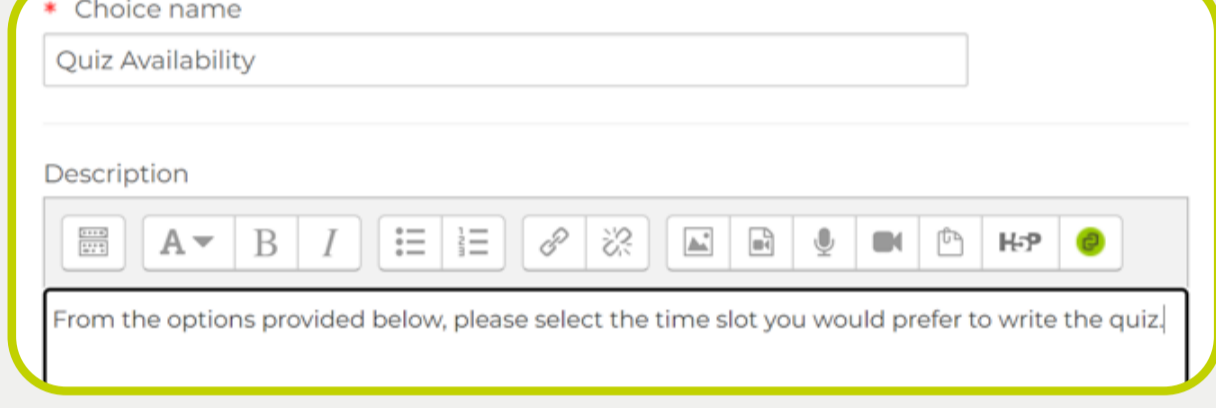 * Choice name
Quiz Availability
Description
A B I H5P
From the options provided below, please select the time slot you would prefer to write the quiz.